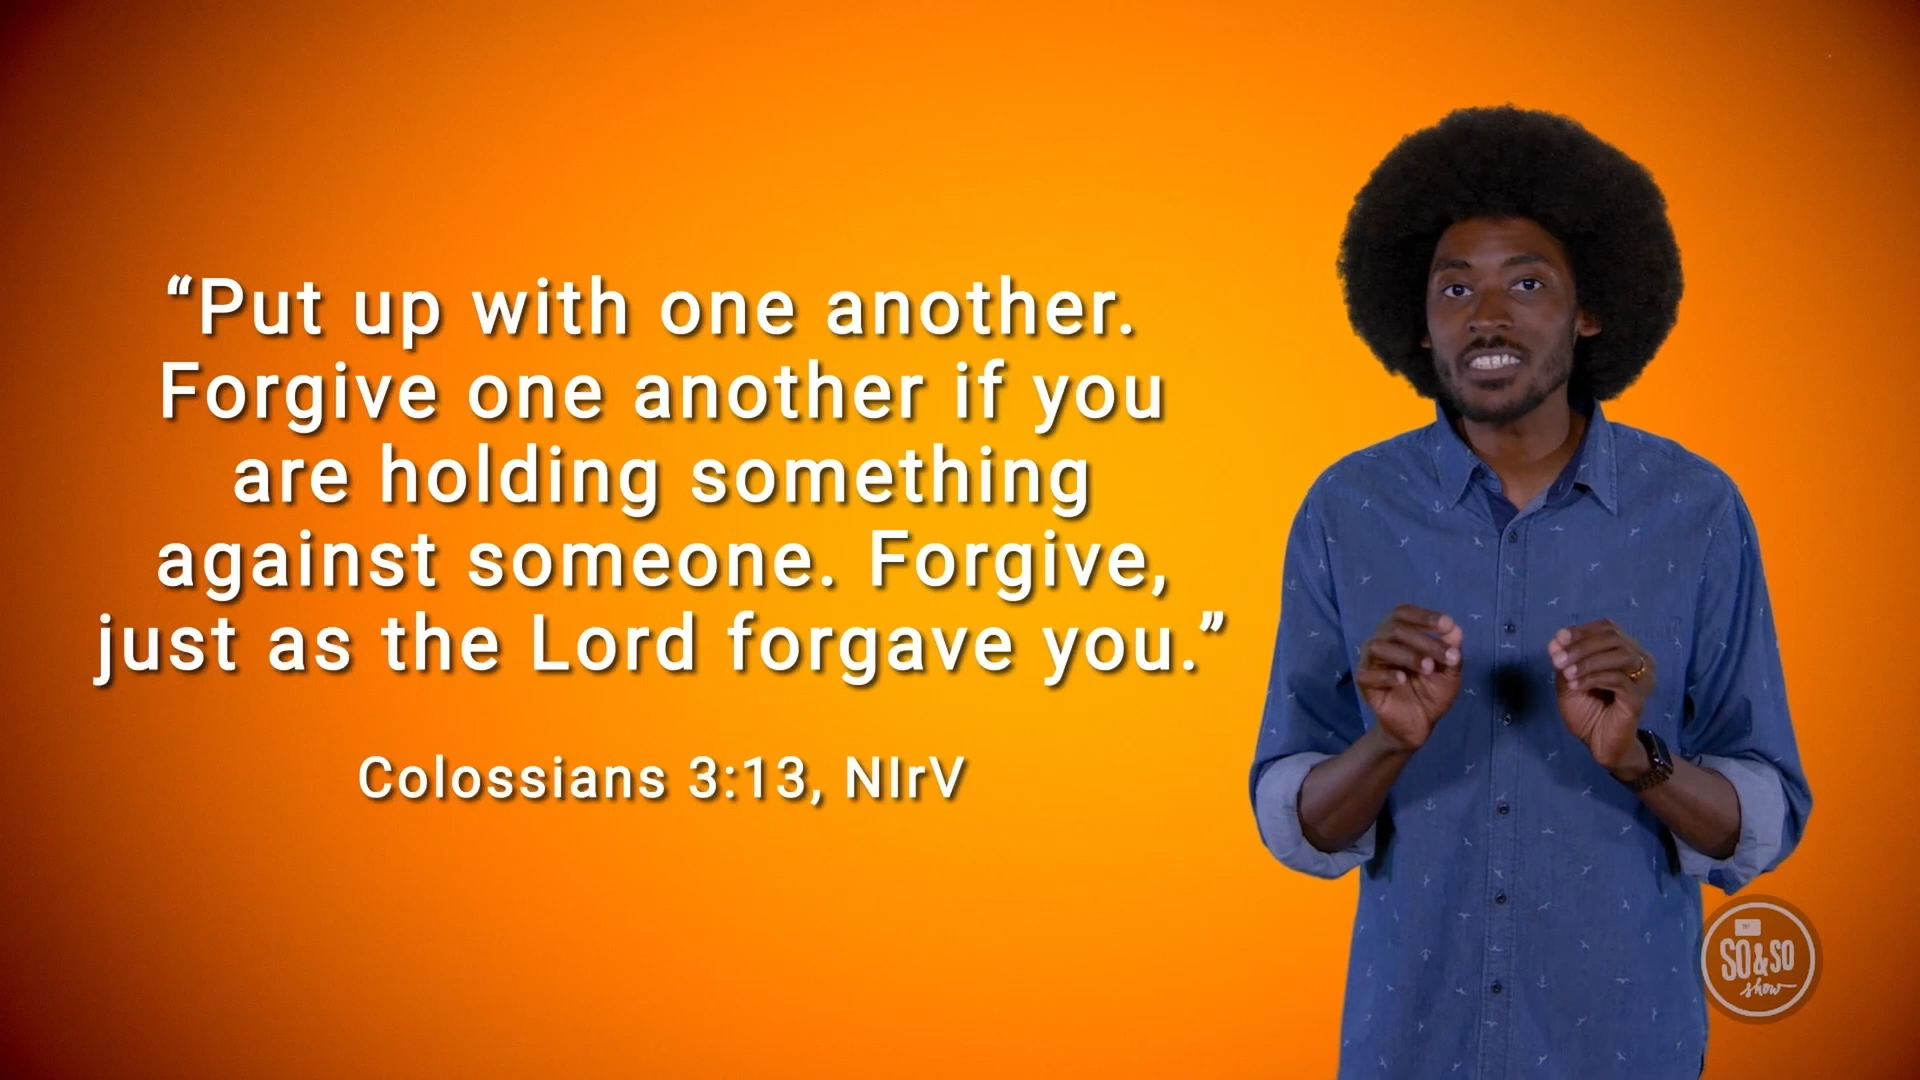 “Put up with one another.
Forgive one another if you
are holding something
against someone. Forgive,
just as the Lord forgave you.”
Colossians 3:13, NIrV
SO & SO
show